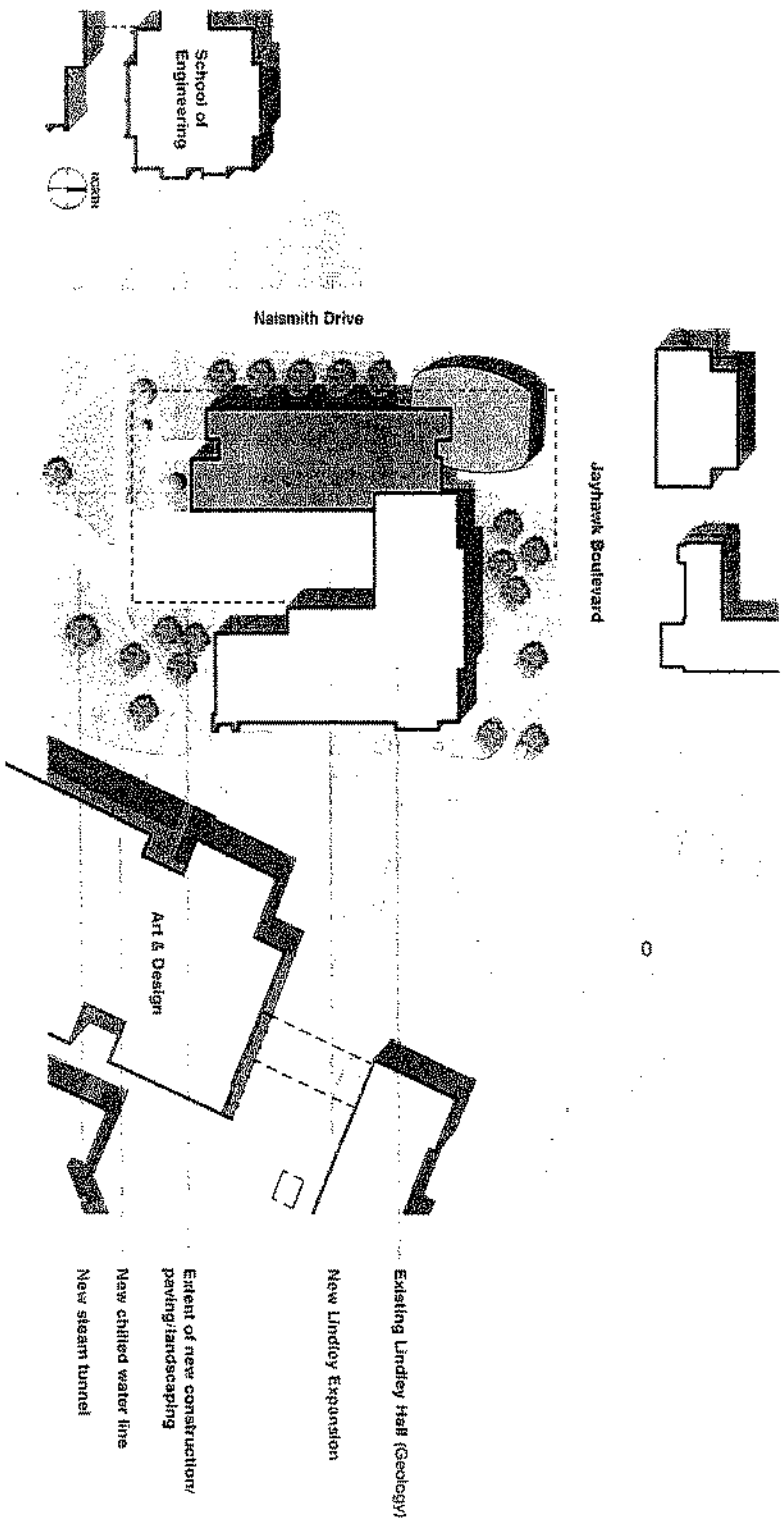 School of
Engineering
NORTH
Naismith Drive
Jayhawk Boulevard
Art & Design
Existing Lindley Hall (Geology)
New Lindley Expansion
Extent of new construction/
paving/landscaping
New chilled water line
New steam tunnel